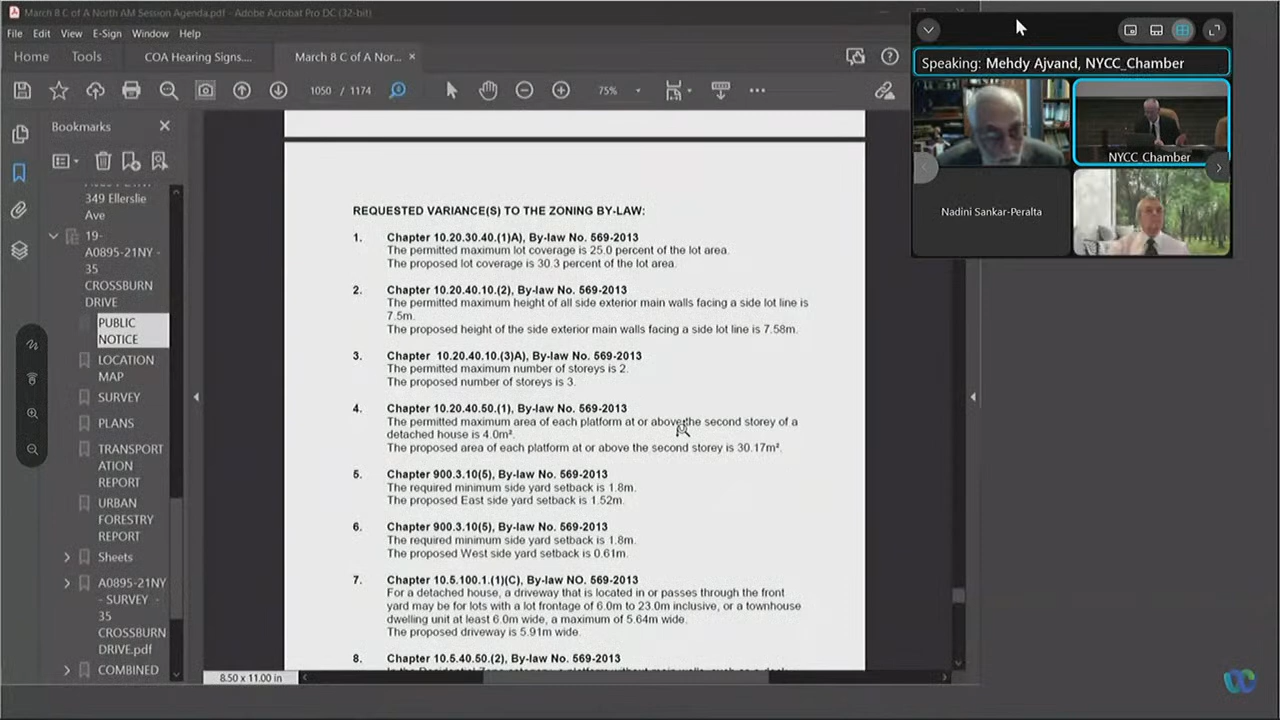 March 8 C of A North AM Session Agenda.pdf - Adobe Acrobat Pro DC (32-bit)
File Edit View E-Sign Window Help
Home Tools COA Hearing Signs.... March 8 C of A Nor... ×
1050 / 1174 75%
Bookmarks
349 Ellerslie
Ave
19-
A0895-21NY -
35
CROSSBURN
DRIVE
PUBLIC
NOTICE
LOCATION
MAP
SURVEY
PLANS
TRANSPORT
ATION
REPORT
URBAN
FORESTRY
REPORT
Sheets
A0895-21NY
- SURVEY -
35
CROSSBURN
DRIVE.pdf
COMBINED
REQUESTED VARIANCE(S) TO THE ZONING BY-LAW:
1. Chapter 10.20.30.40.(1)A), By-law No. 569-2013
The permitted maximum lot coverage is 25.0 percent of the lot area.
The proposed lot coverage is 30.3 percent of the lot area.
2. Chapter 10.20.40.10.(2), By-law No. 569-2013
The permitted maximum height of all side exterior main walls facing a side lot line is
7.5m.
The proposed height of the side exterior main walls facing a side lot line is 7.58m.
3. Chapter 10.20.40.10.(3)A), By-law No. 569-2013
The permitted maximum number of storeys is 2.
The proposed number of storeys is 3.
4. Chapter 10.20.40.50.(1), By-law No. 569-2013
The permitted maximum area of each platform at or above the second storey of a
detached house is 4.0m².
The proposed area of each platform at or above the second storey is 30.17m².
5. Chapter 900.3.10(5), By-law No. 569-2013
The required minimum side yard setback is 1.8m.
The proposed East side yard setback is 1.52m.
6. Chapter 900.3.10(5), By-law No. 569-2013
The required minimum side yard setback is 1.8m.
The proposed West side yard setback is 0.61m.
7. Chapter 10.5.100.1.(1)(C), By-law NO. 569-2013
For a detached house, a driveway that is located in or passes through the front
yard may be for lots with a lot frontage of 6.0m to 23.0m inclusive, or a townhouse
dwelling unit at least 6.0m wide, a maximum of 5.64m wide.
The proposed driveway is 5.91m wide.
8. Chapter 10.5.40.50.(2), By-law No. 569-2013
8.50 x 11.00 in
Speaking: Mehdy Ajvand, NYCC_Chamber
NYCC_Chamber
Nadini Sankar-Peralta